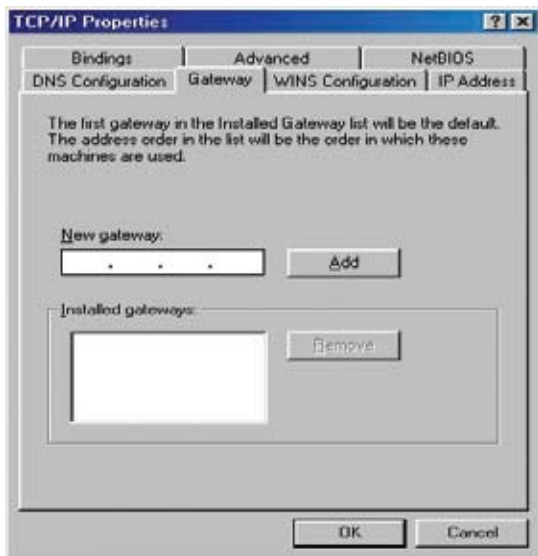 TCP/IP Properties
Bindings Advanced NetBIOS
DNS Configuration Gateway WINS Configuration IP Address
The first gateway in the Installed Gateway list will be the default.
The address order in the list will be the order in which these
machines are used.
New gateway:
. . .
Add
Installed gateways:
Remove
OK Cancel